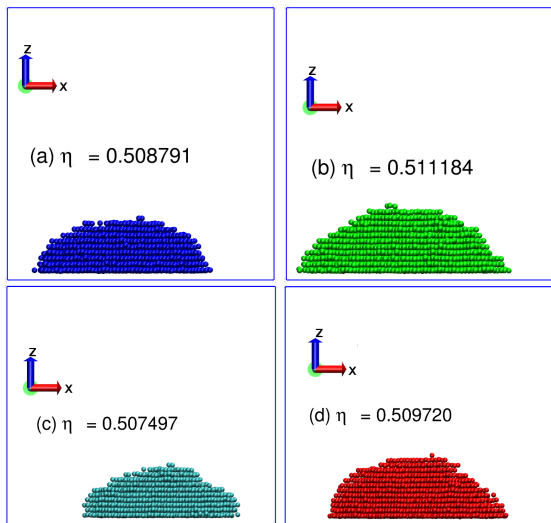 z
x
(a) η = 0.508791
z
x
(b) η = 0.511184
z
x
(c) η = 0.507497
z
x
(d) η = 0.509720